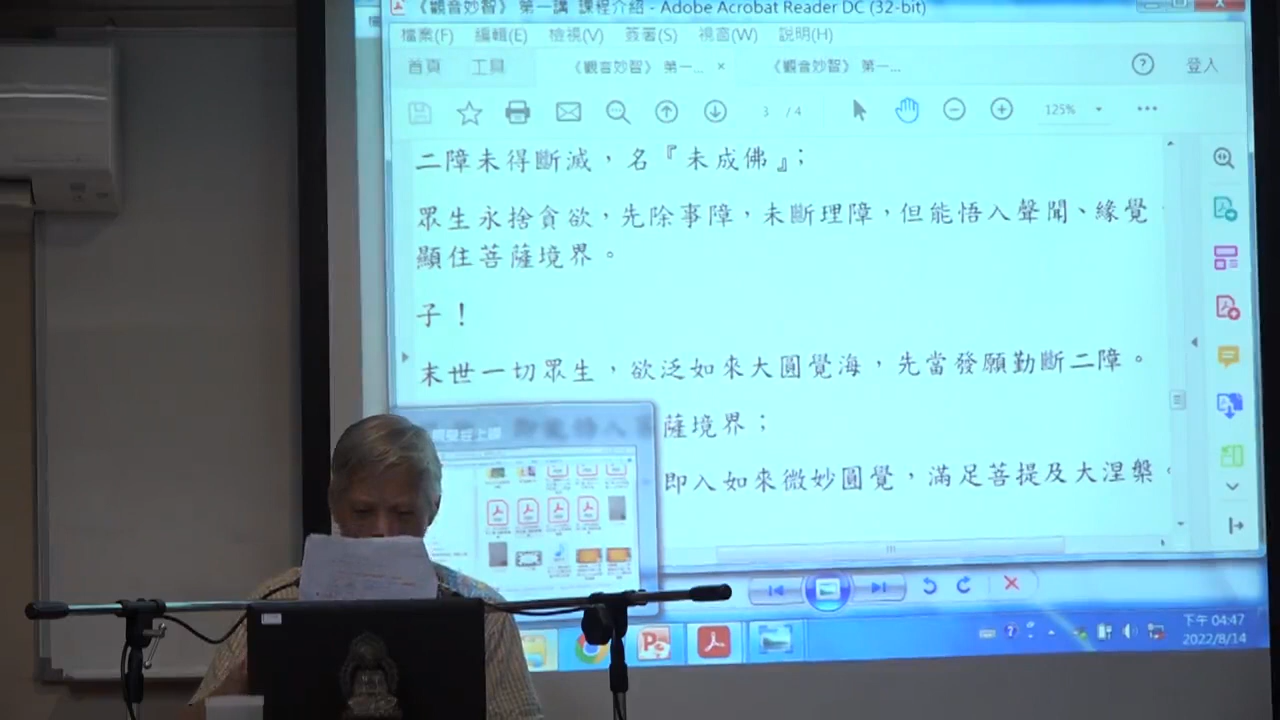 《觀音妙智》 第一講 課程介紹 - Adobe Acrobat Reader DC (32-bit)
檔案(F) 編輯(E) 檢視(V) 簽署(S) 視窗(W) 說明(H)
首頁 工具 《觀音妙智》 第一... × 《觀音妙智》 第一... 登入
3 / 4 125%
二障未得斷滅，名『未成佛』；
眾生永捨貪欲，先除事障，未斷理障，但能悟入聲聞、緣覺
顯住菩薩境界。
子！
末世一切眾生，欲泛如來大圓覺海，先當發願勤斷二障。
薩境界；
即入如來微妙圓覺，滿足菩提及大涅槃。
下午 04:47
2022/8/14